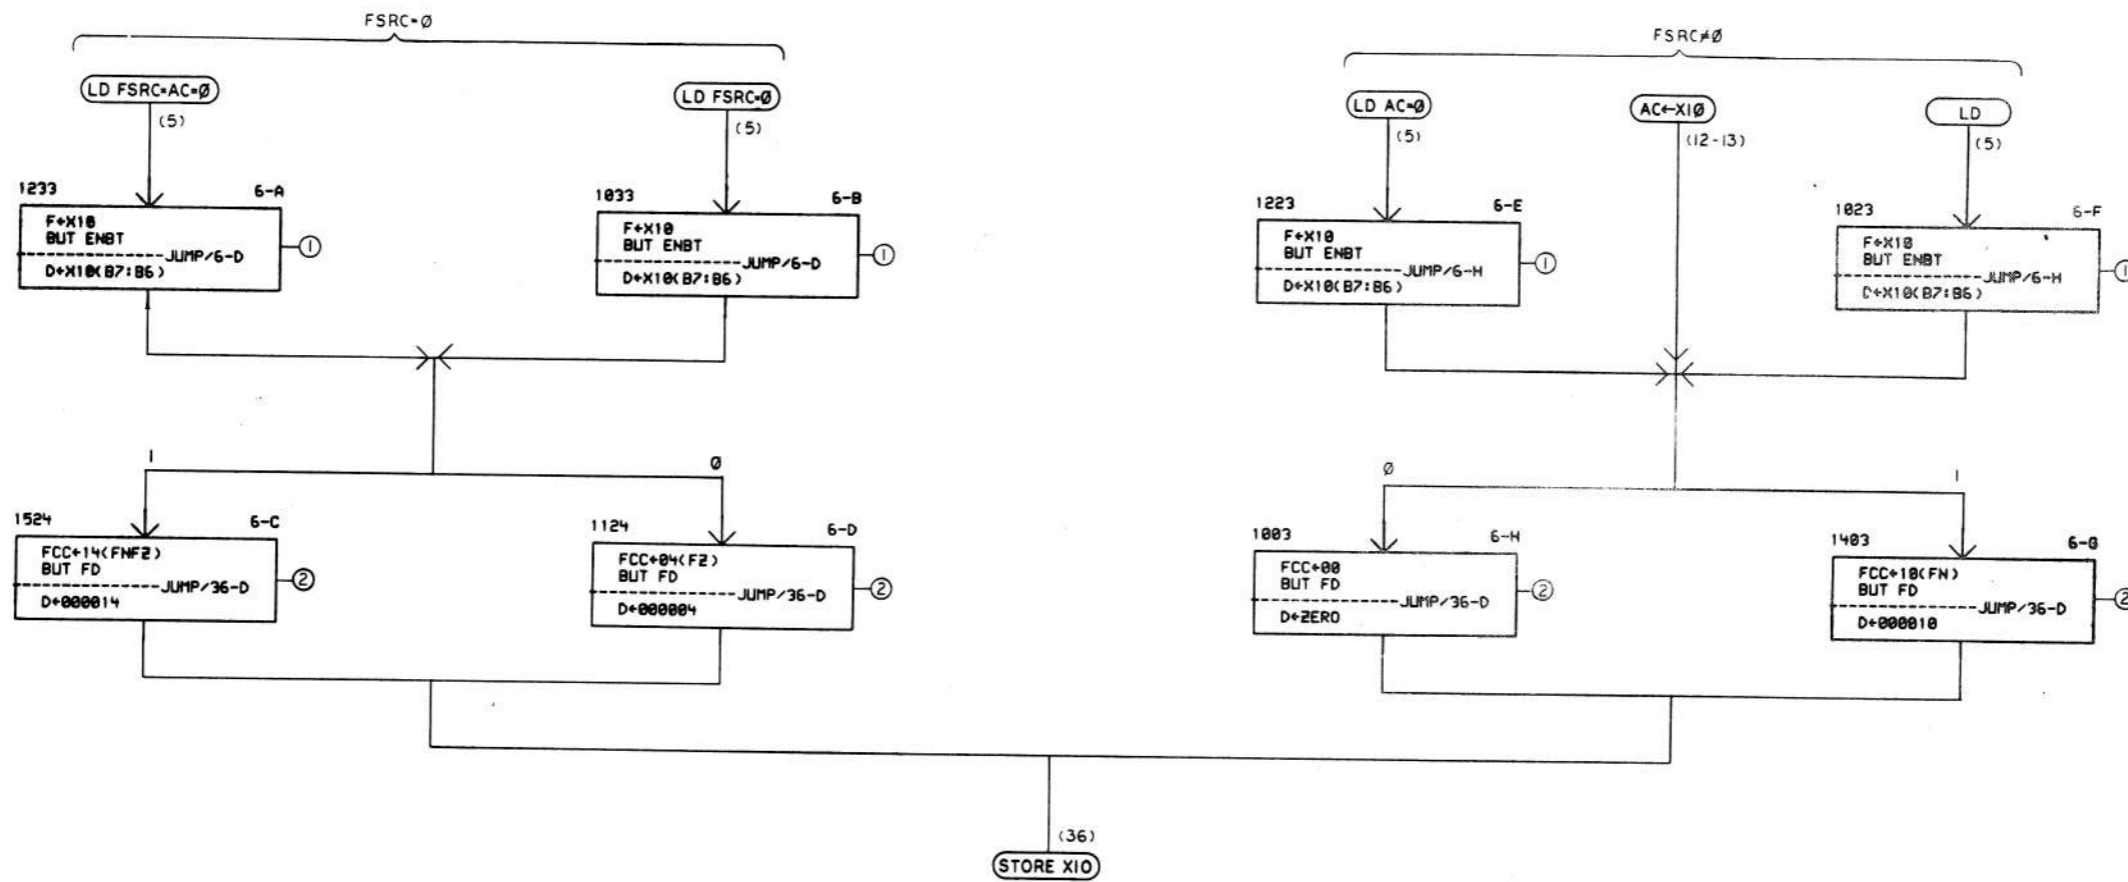 FSRC=Ø
FSRC≠Ø
LD FSRC=AC=Ø
(5)
LD FSRC=Ø
(5)
LD AC=Ø
(5)
AC←X1Ø
(12-13)
LD
(5)
1233 6-A
F←X10
BUT ENBT
JUMP/6-D
D←X10(B7:B6)
1
1033 6-B
F←X10
BUT ENBT
JUMP/6-D
D←X10(B7:B6)
1
1223 6-E
F←X10
BUT ENBT
JUMP/6-H
D←X10(B7:B6)
1
1023 6-F
F←X10
BUT ENBT
JUMP/6-H
D←X10(B7:B6)
1
1
Ø
Ø
1
1524 6-C
FCC←14(FNFZ)
BUT FD
JUMP/36-D
D←000014
2
1124 6-D
FCC←04(FZ)
BUT FD
JUMP/36-D
D←000004
2
1003 6-H
FCC←00
BUT FD
JUMP/36-D
D←ZERO
2
1403 6-G
FCC←10(FN)
BUT FD
JUMP/36-D
D←000010
2
(36)
STORE X10